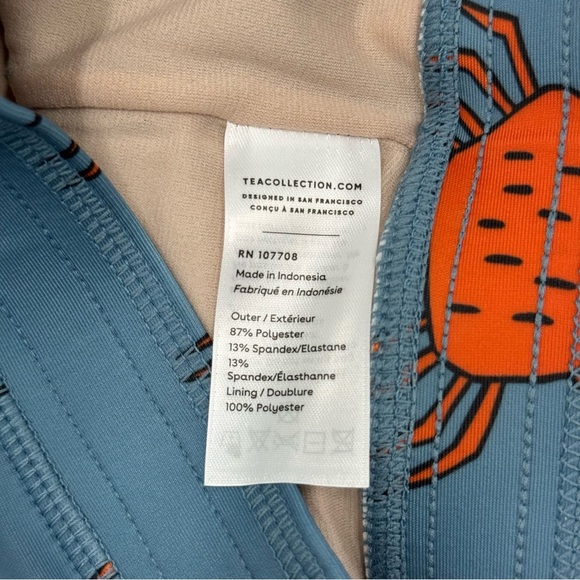 TEACOLLECTION.COM
DESIGNED IN SAN FRANCISCO
CONÇU À SAN FRANCISCO
RN 107708
Made in Indonesia
Fabriqué en Indonésie
Outer / Extérieur
87% Polyester
13% Spandex/Elastane
13%
Spandex/Élasthanne
Lining / Doublure
100% Polyester